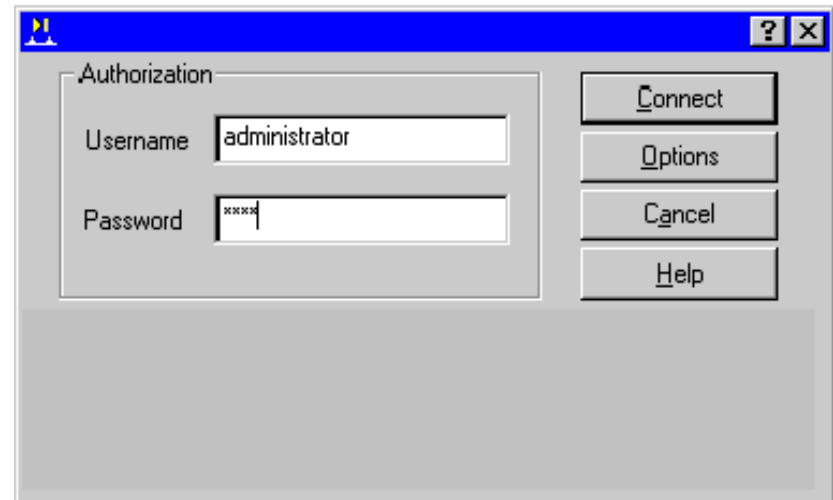 Authorization
Username administrator
Password ****
Connect
Options
Cancel
Help
?